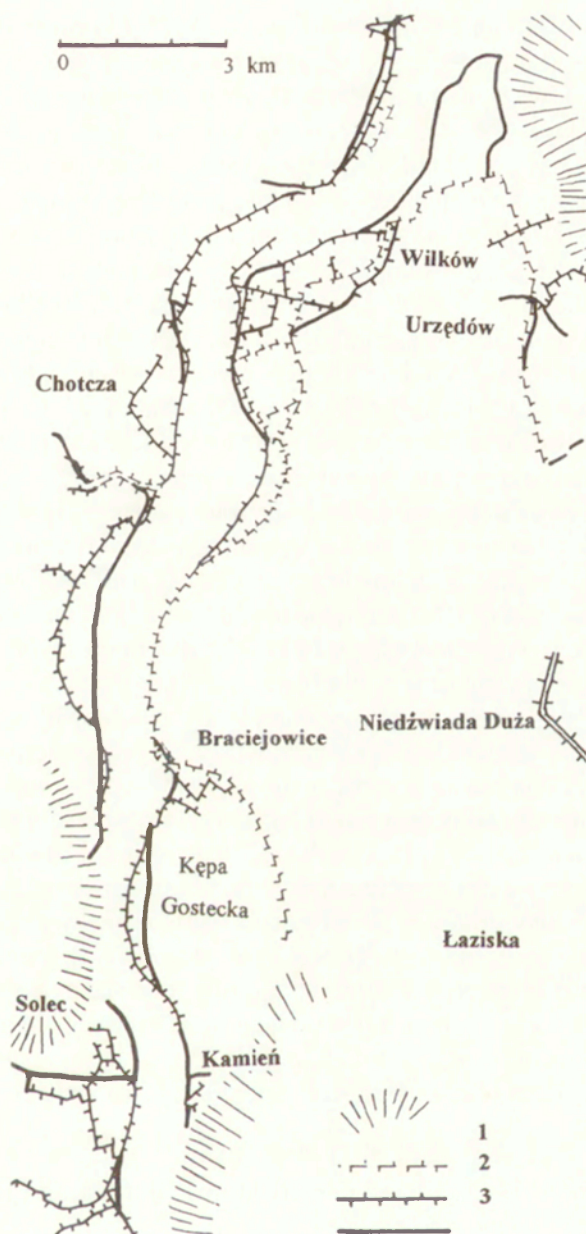 0 3 km
Wilków
Urzędów
Chotcza
Niedźwiada Duża
Braciejowice
Kępa
Gostecka
Łaziska
Solec
Kamień
1
2
3